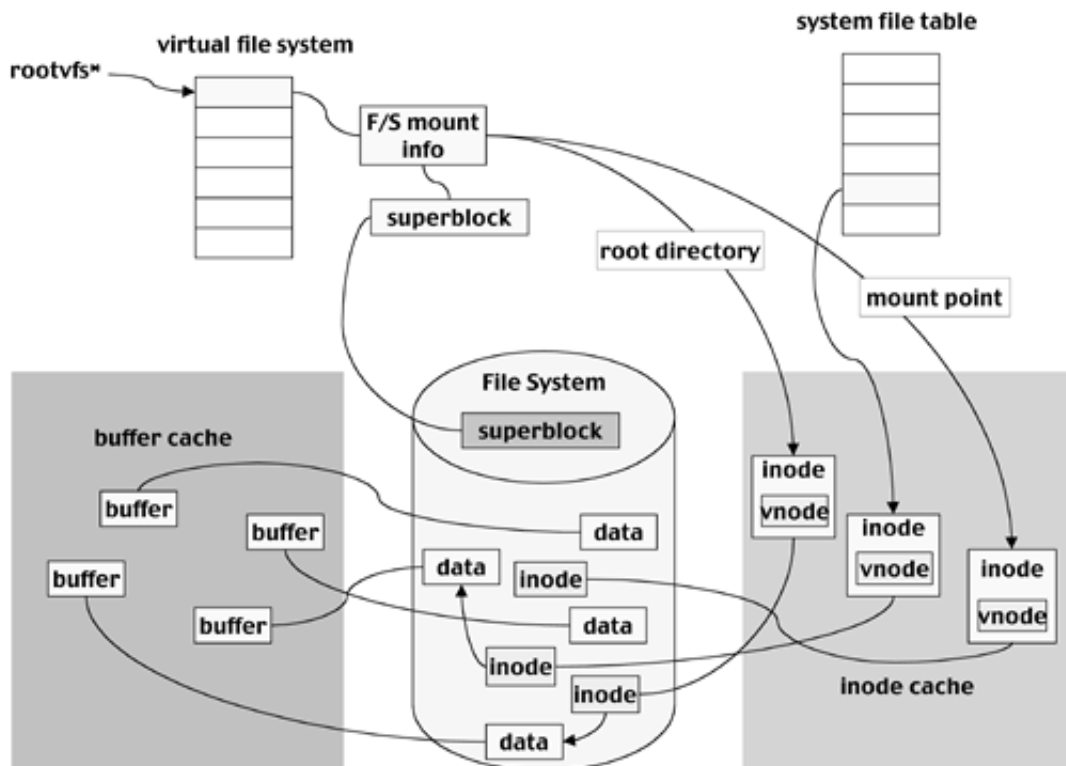 system file table
virtual file system
rootvfs*
F/S mount
info
superblock
root directory
mount point
File System
superblock
buffer cache
buffer
buffer
buffer
buffer
data
data
inode
data
inode
inode
data
inode
vnode
inode
vnode
inode
vnode
inode cache